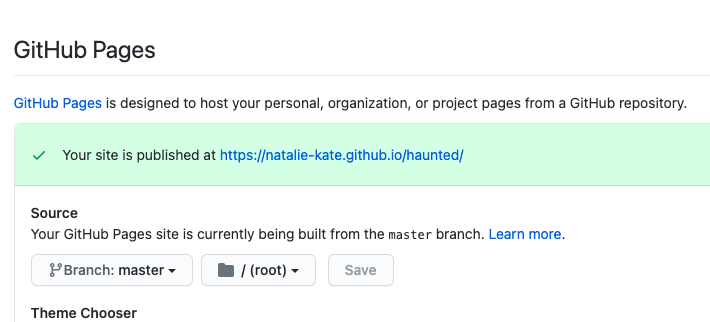 GitHub Pages
GitHub Pages is designed to host your personal, organization, or project pages from a GitHub repository.
Your site is published at https://natalie-kate.github.io/haunted/
Source
Your GitHub Pages site is currently being built from the master branch. Learn more.
Branch: master / (root) Save
Theme Chooser